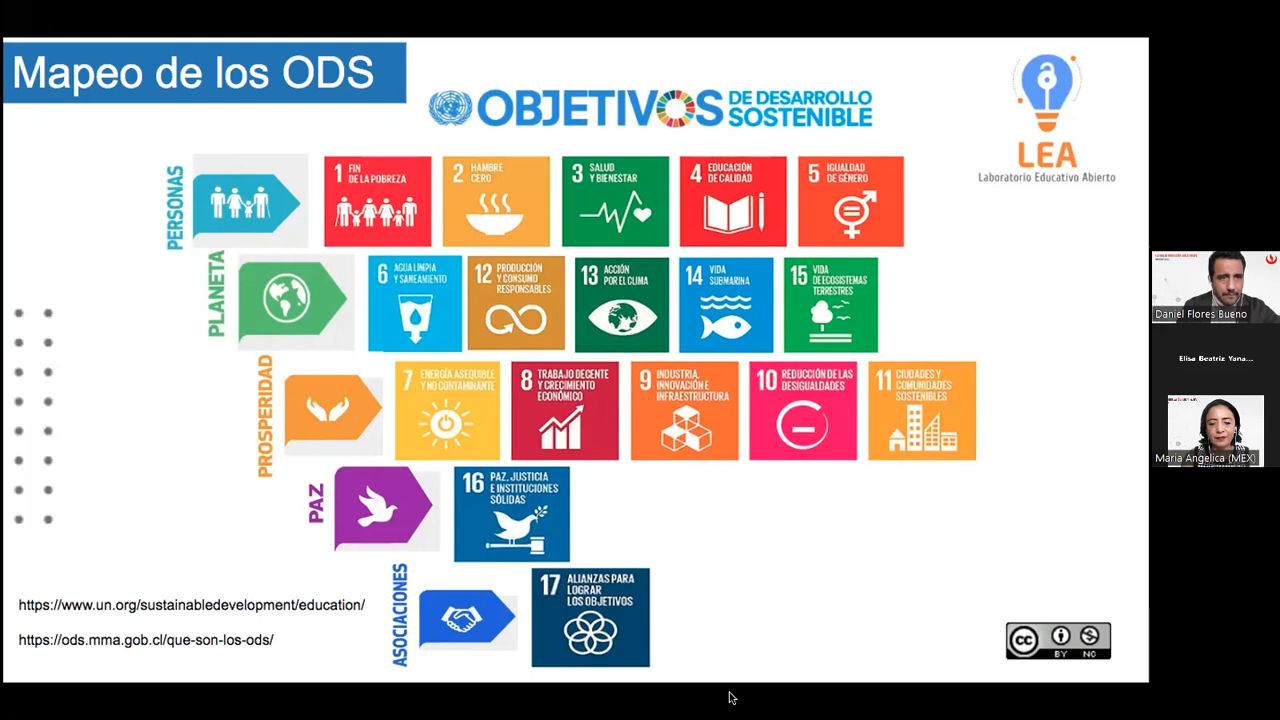 Mapeo de los ODS
OBJETIVOS
DE DESARROLLO
SOSTENIBLE
LEA
Laboratorio Educativo Abierto
PERSONAS
1 FIN
DE LA POBREZA
2 HAMBRE
CERO
3 SALUD
Y BIENESTAR
4 EDUCACIÓN
DE CALIDAD
5 IGUALDAD
DE GÉNERO
PLANETA
6 AGUA LIMPIA
Y SANEAMIENTO
12 PRODUCCIÓN
Y CONSUMO
RESPONSABLES
13 ACCIÓN
POR EL CLIMA
14 VIDA
SUBMARINA
15 VIDA
DE ECOSISTEMAS
TERRESTRES
PROSPERIDAD
7 ENERGÍA ASEQUIBLE
Y NO CONTAMINANTE
8 TRABAJO DECENTE
Y CRECIMIENTO
ECONÓMICO
9 INDUSTRIA,
INNOVACIÓN E
INFRAESTRUCTURA
10 REDUCCIÓN DE LAS
DESIGUALDADES
11 CIUDADES Y
COMUNIDADES
SOSTENIBLES
PAZ
16 PAZ, JUSTICIA
E INSTITUCIONES
SÓLIDAS
ASOCIACIONES
17 ALIANZAS PARA
LOGRAR
LOS OBJETIVOS
https://www.un.org/sustainabledevelopment/education/
https://ods.mma.gob.cl/que-son-los-ods/
CC BY NC
Daniel Flores Bueno
Elisa Beatriz Yana...
Maria Angelica (MEX)